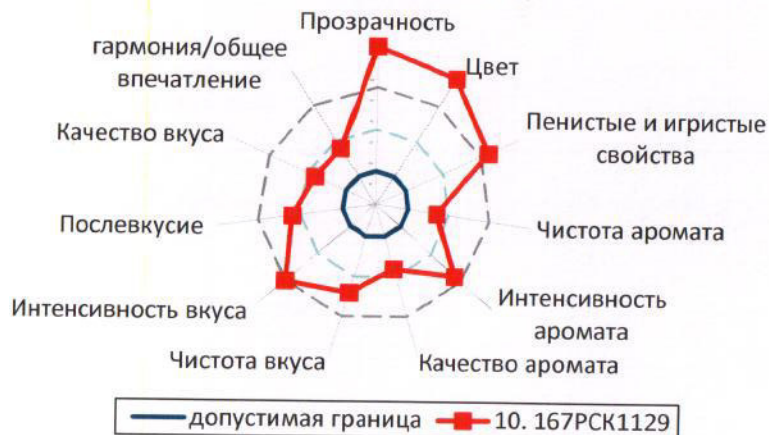 Прозрачность
Цвет
Пенистые и игристые
свойства
Чистота аромата
Интенсивность
аромата
Качество аромата
Чистота вкуса
Интенсивность вкуса
Послевкусие
Качество вкуса
гармония/общее
впечатление
допустимая граница
10. 167РСК1129